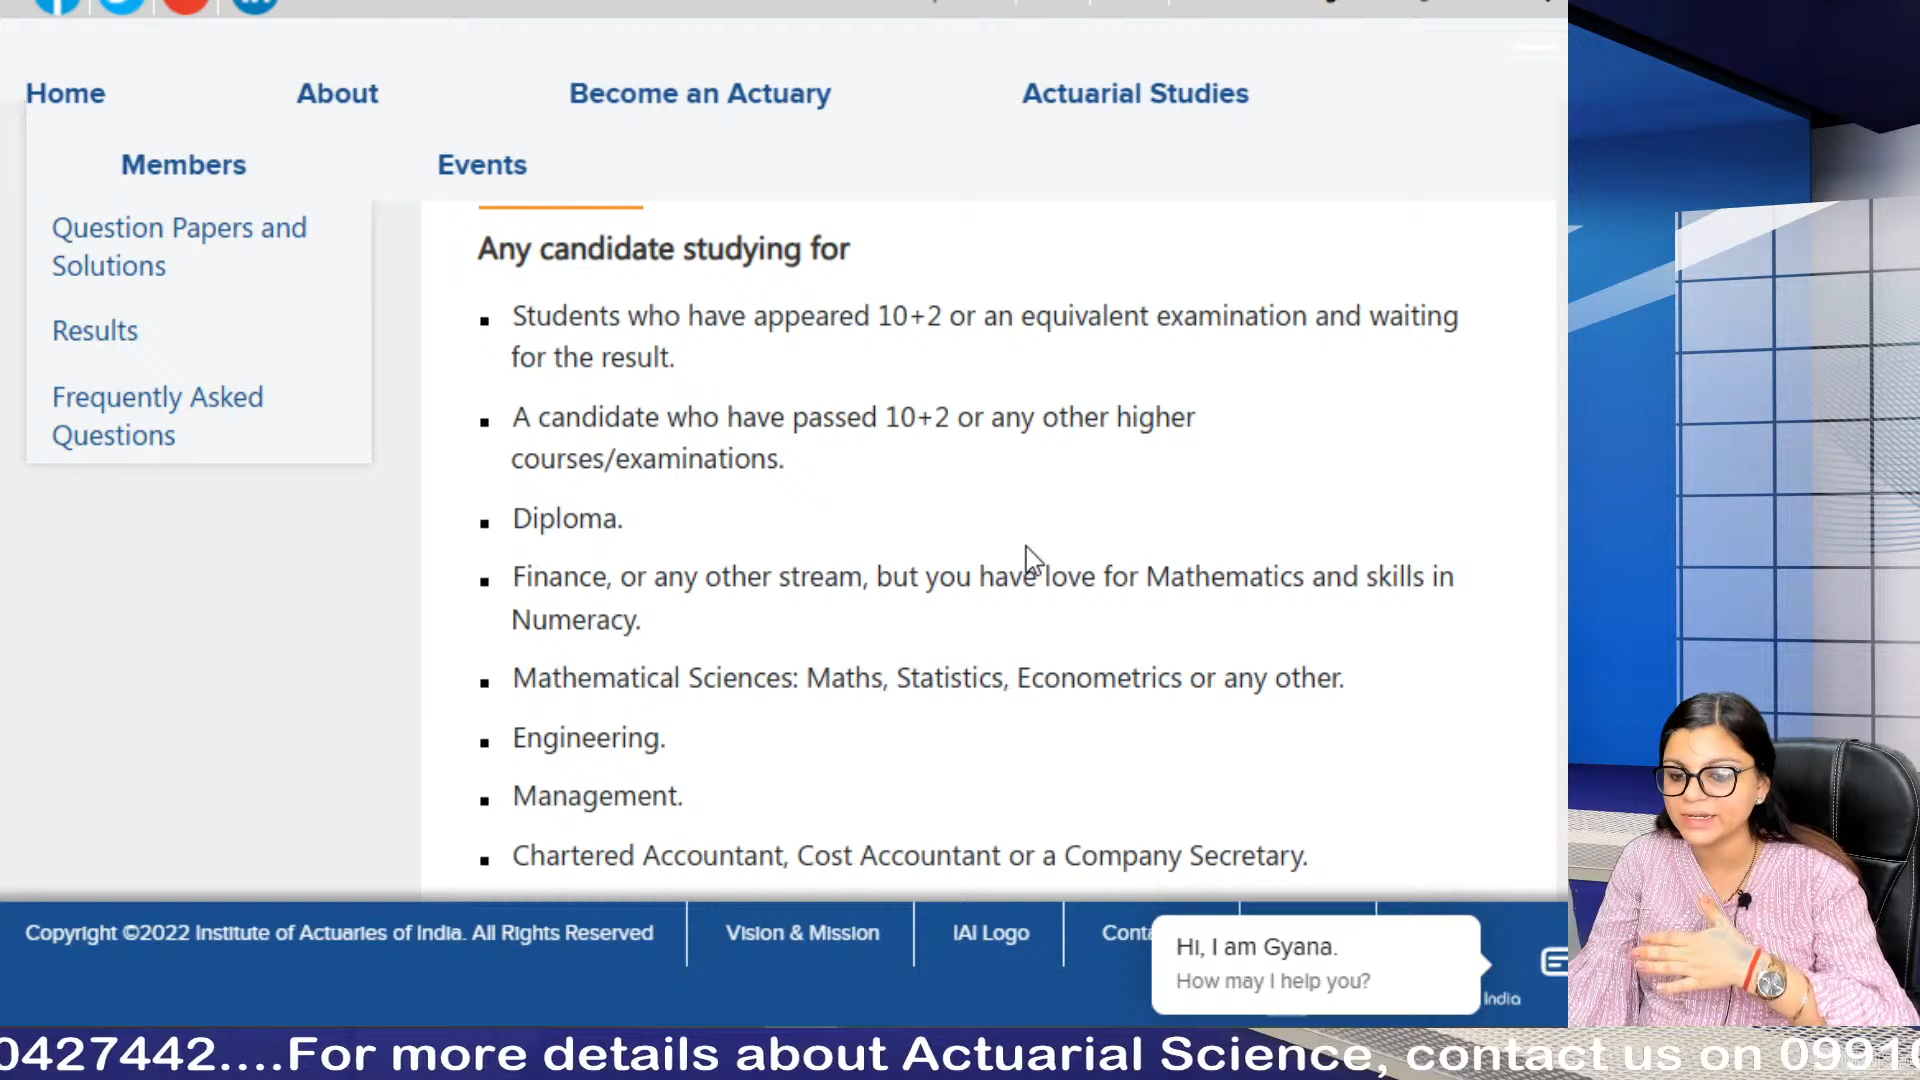 Home
About
Become an Actuary
Actuarial Studies
Members
Events
Question Papers and
Solutions
Results
Frequently Asked
Questions
Any candidate studying for
Students who have appeared 10+2 or an equivalent examination and waiting
for the result.
A candidate who have passed 10+2 or any other higher
courses/examinations.
Diploma.
Finance, or any other stream, but you have love for Mathematics and skills in
Numeracy.
Mathematical Sciences: Maths, Statistics, Econometrics or any other.
Engineering.
Management.
Chartered Accountant, Cost Accountant or a Company Secretary.
Copyright ©2022 Institute of Actuaries of India. All Rights Reserved
Vision & Mission
IAI Logo
Conta
Hi, I am Gyana.
How may I help you?
India
0427442....For more details about Actuarial Science, contact us on 0991